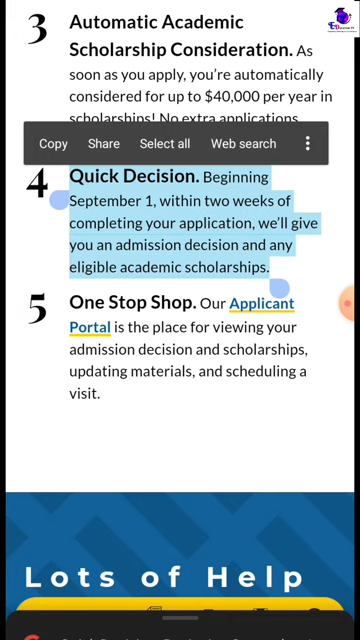 3 Automatic Academic
Scholarship Consideration. As
soon as you apply, you're automatically
considered for up to $40,000 per year in
scholarships! No extra applications
Copy Share Select all Web search
4 Quick Decision. Beginning
September 1, within two weeks of
completing your application, we'll give
you an admission decision and any
eligible academic scholarships.
5 One Stop Shop. Our Applicant
Portal is the place for viewing your
admission decision and scholarships,
updating materials, and scheduling a
visit.
Lots of Help